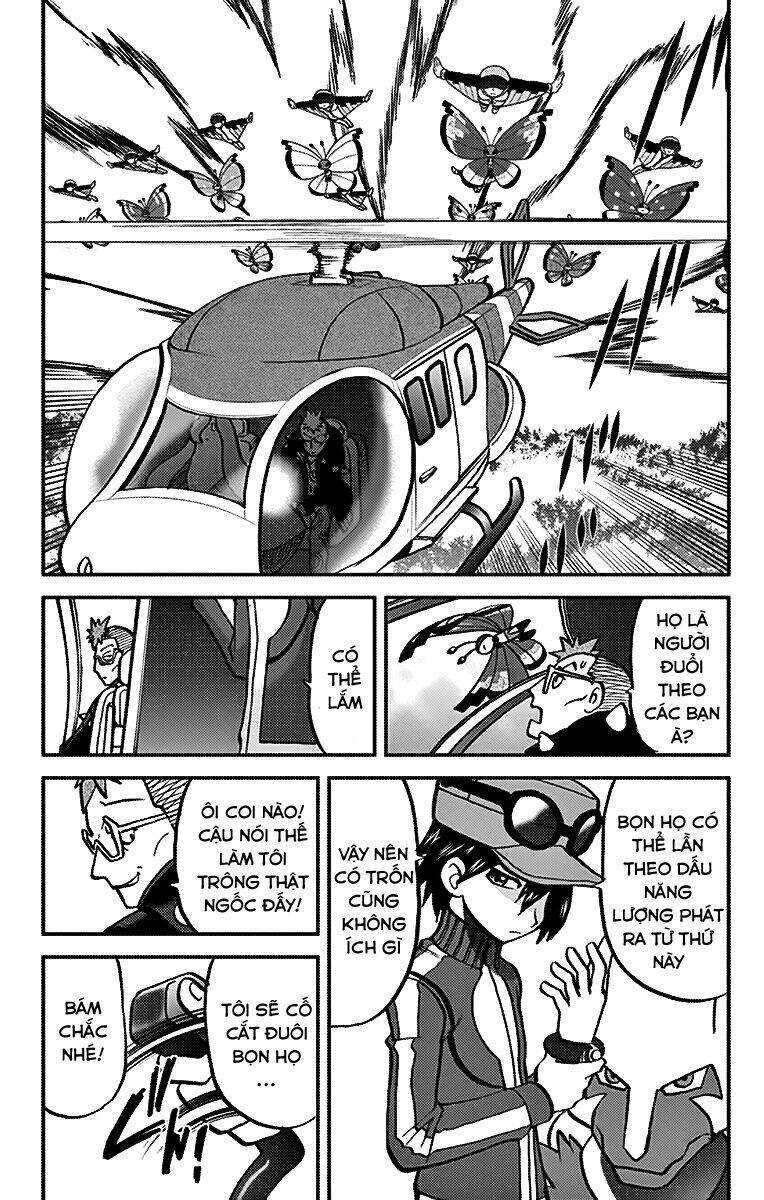 HỌ LÀ
NGƯỜI
ĐUỔI
THEO
CÁC BẠN
À?
CÓ
THỂ
LẮM
BỌN HỌ CÓ
THỂ LẦN
THEO DẤU
NĂNG
LƯỢNG PHÁT
RA TỪ THỨ
NÀY
VẬY NÊN
CÓ TRỐN
CŨNG
KHÔNG
ÍCH GÌ
ÔI COI NÀO!
CẬU NÓI THẾ
LÀM TÔI
TRÔNG THẬT
NGỐC ĐẤY!
TÔI SẼ CỐ
CẮT ĐUÔI
BỌN HỌ
...
BÁM
CHẮC
NHÉ!